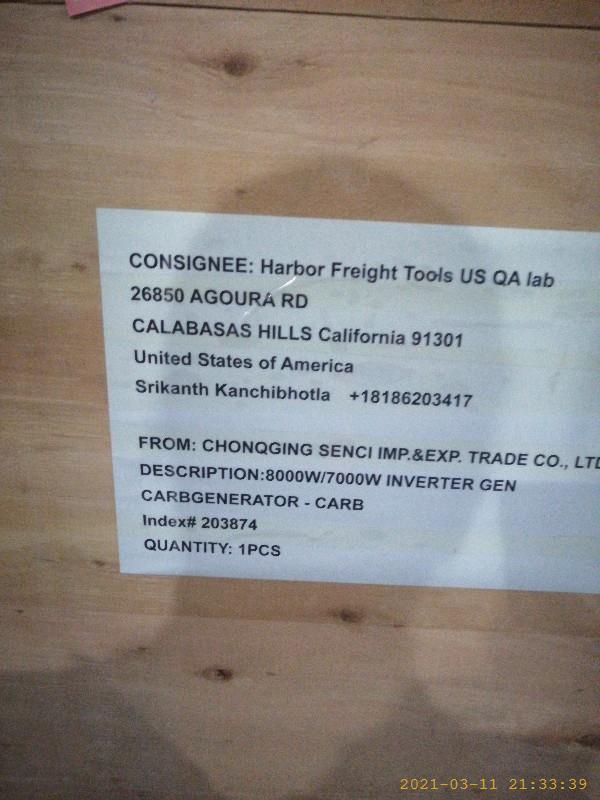 CONSIGNEE: Harbor Freight Tools US QA lab
26850 AGOURA RD
CALABASAS HILLS California 91301
United States of America
Srikanth Kanchibhotla +18186203417
FROM: CHONQGING SENCI IMP.&EXP. TRADE CO., LTD
DESCRIPTION:8000W/7000W INVERTER GEN
CARBGENERATOR - CARB
Index# 203874
QUANTITY: 1PCS
2021-03-11 21:33:39